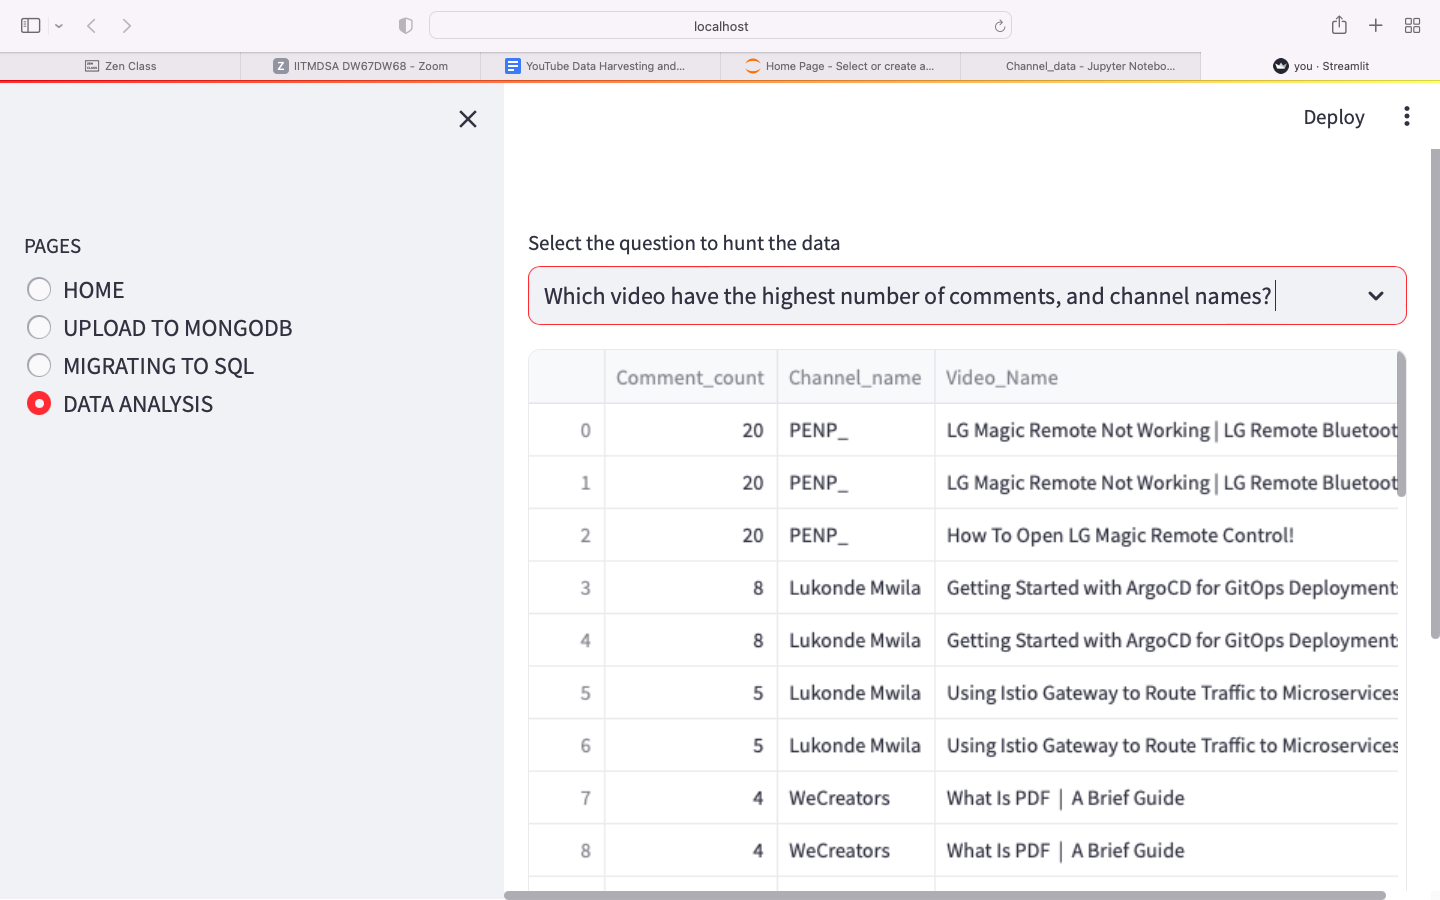 localhost
Zen Class
Z IITMDSA DW67DW68 - Zoom
YouTube Data Harvesting and...
Home Page - Select or create a...
Channel_data - Jupyter Notebo...
you · Streamlit
Deploy
PAGES
HOME
UPLOAD TO MONGODB
MIGRATING TO SQL
DATA ANALYSIS
Select the question to hunt the data
Which video have the highest number of comments, and channel names?
Comment_count Channel_name Video_Name
0 20 PENP_ LG Magic Remote Not Working | LG Remote Bluetoot
1 20 PENP_ LG Magic Remote Not Working | LG Remote Bluetoot
2 20 PENP_ How To Open LG Magic Remote Control!
3 8 Lukonde Mwila Getting Started with ArgoCD for GitOps Deployments
4 8 Lukonde Mwila Getting Started with ArgoCD for GitOps Deployments
5 5 Lukonde Mwila Using Istio Gateway to Route Traffic to Microservices
6 5 Lukonde Mwila Using Istio Gateway to Route Traffic to Microservices
7 4 WeCreators What Is PDF | A Brief Guide
8 4 WeCreators What Is PDF | A Brief Guide